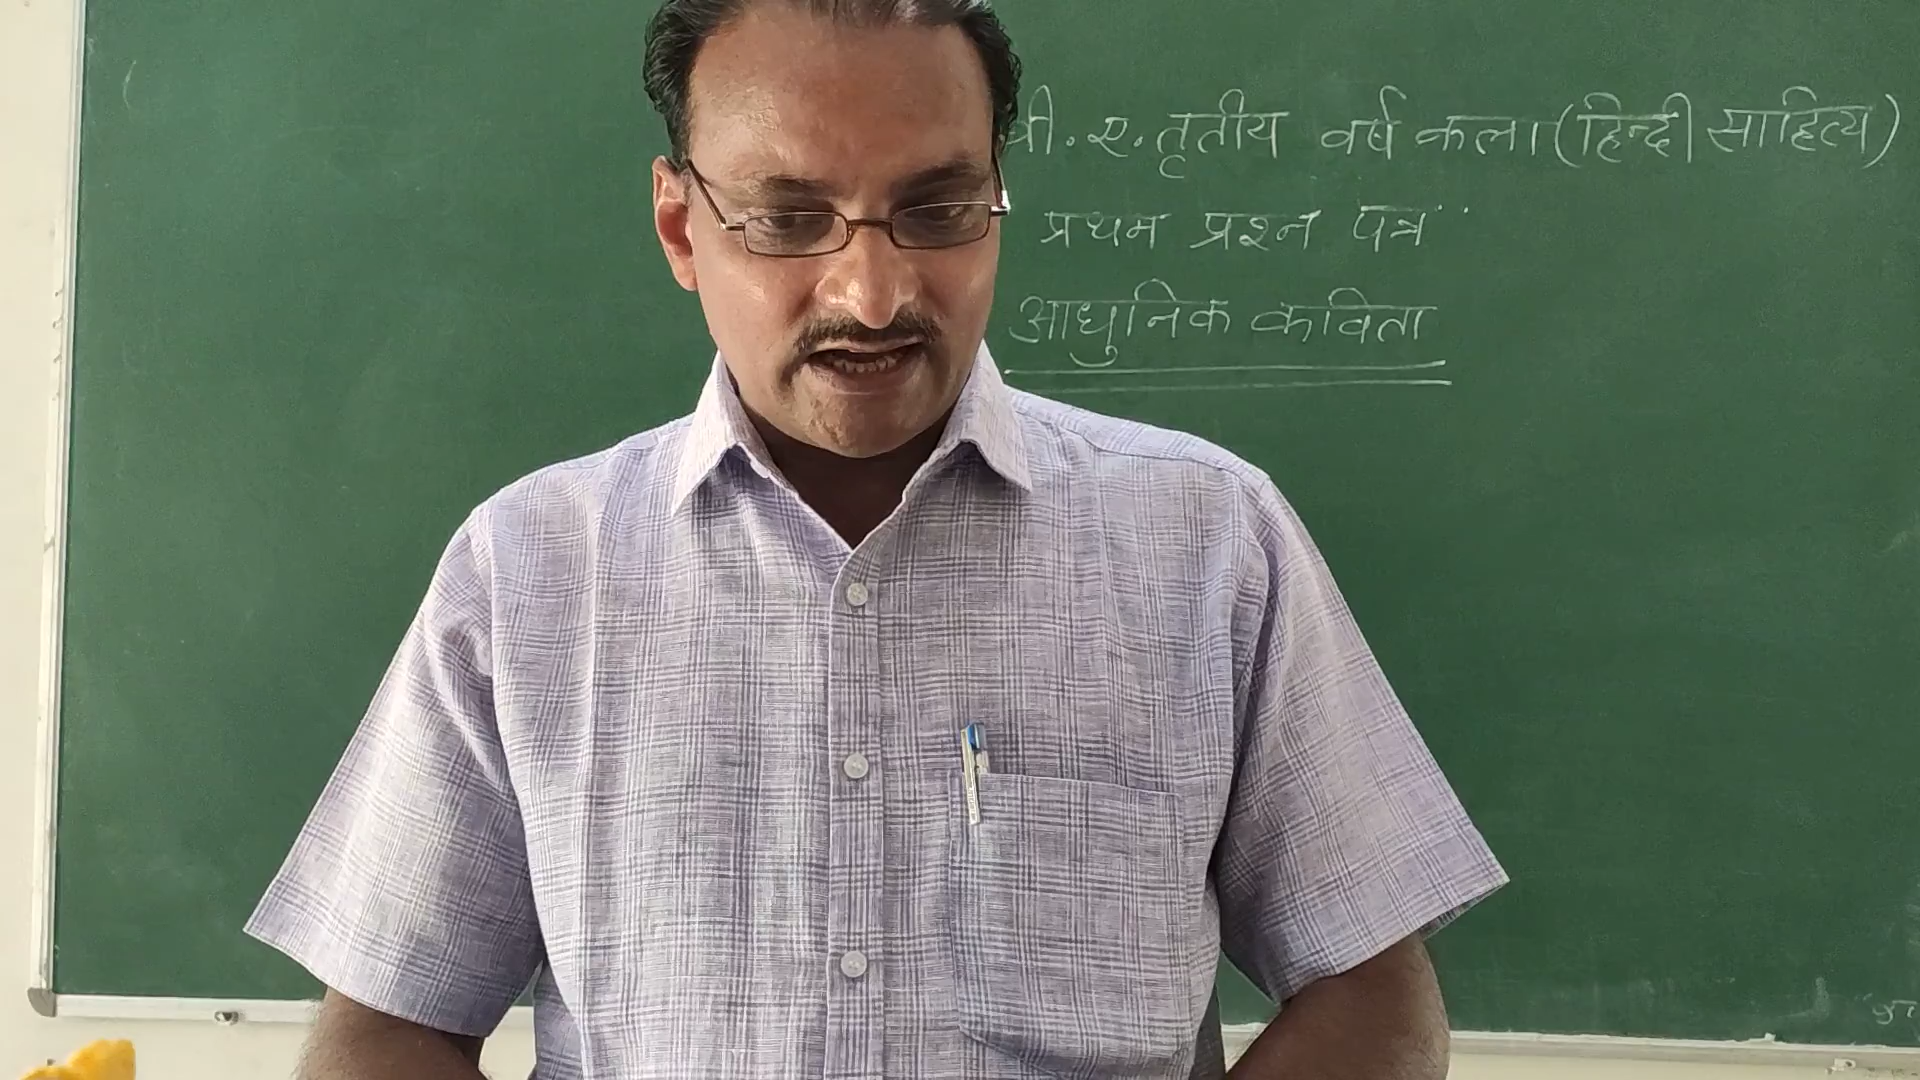 बी. ए. तृतीय वर्ष कला (हिन्दी साहित्य)
प्रथम प्रश्न पत्र
आधुनिक कविता